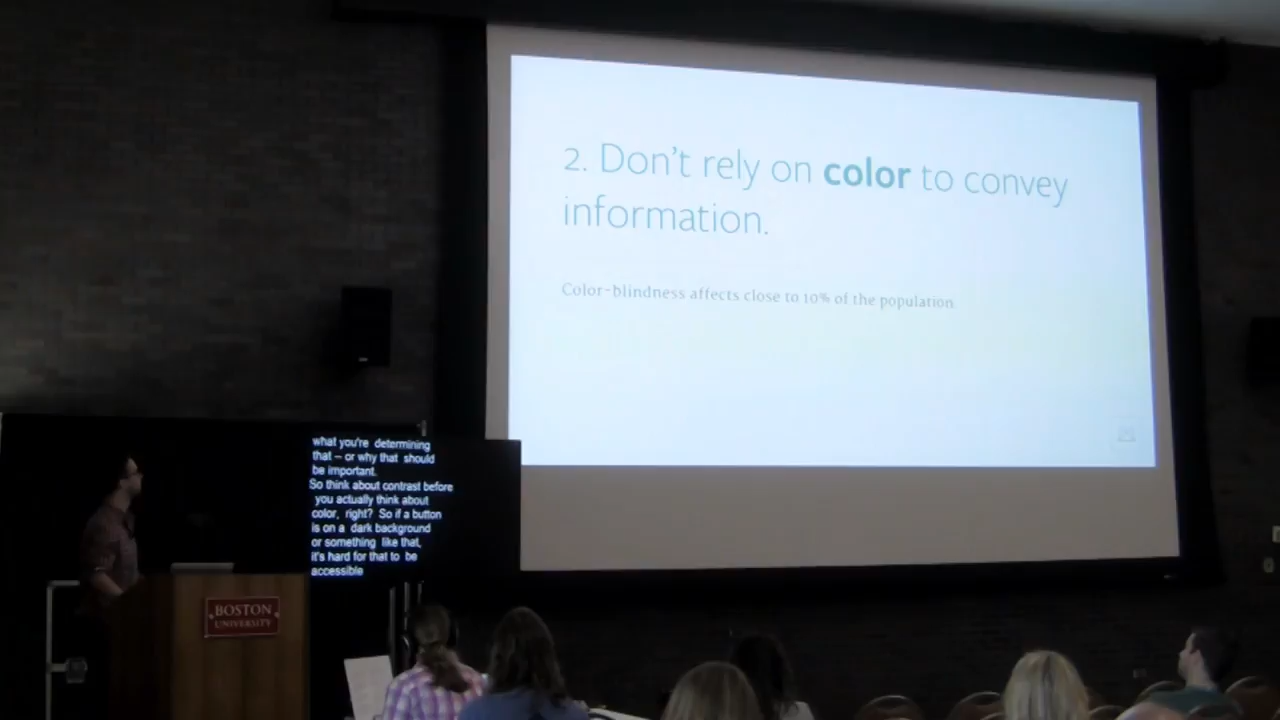 2. Don't rely on color to convey
information.
Color-blindness affects close to 10% of the population
what you're determining
that – or why that should
be important.
So think about contrast before
you actually think about
color, right? So if a button
is on a dark background
or something like that,
it's hard for that to be
accessible
BOSTON
UNIVERSITY